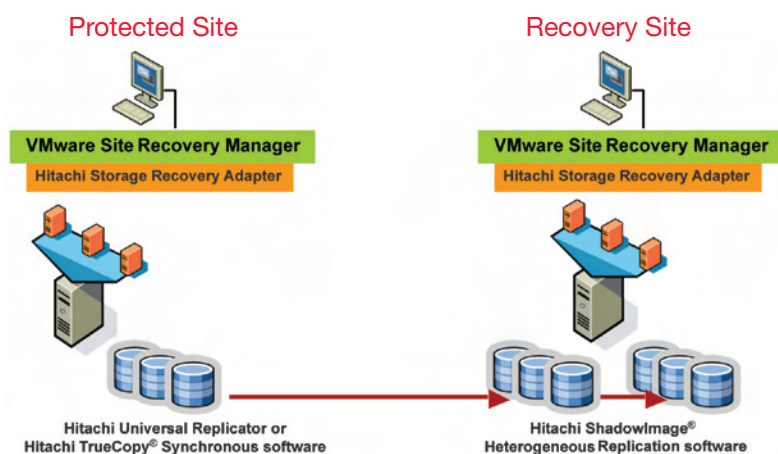 Protected Site
Recovery Site
VMware Site Recovery Manager
Hitachi Storage Recovery Adapter
VMware Site Recovery Manager
Hitachi Storage Recovery Adapter
Hitachi Universal Replicator or
Hitachi TrueCopy® Synchronous software
Hitachi ShadowImage®
Heterogeneous Replication software